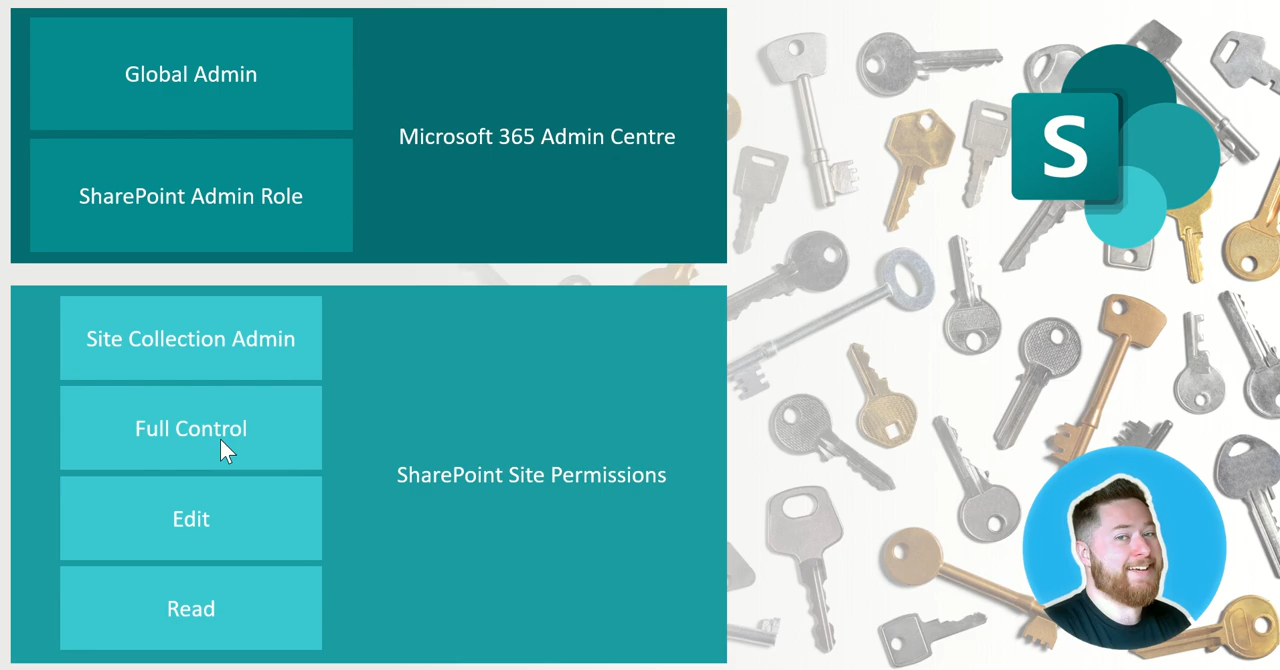 Global Admin
SharePoint Admin Role
Microsoft 365 Admin Centre
Site Collection Admin
Full Control
Edit
Read
SharePoint Site Permissions
S